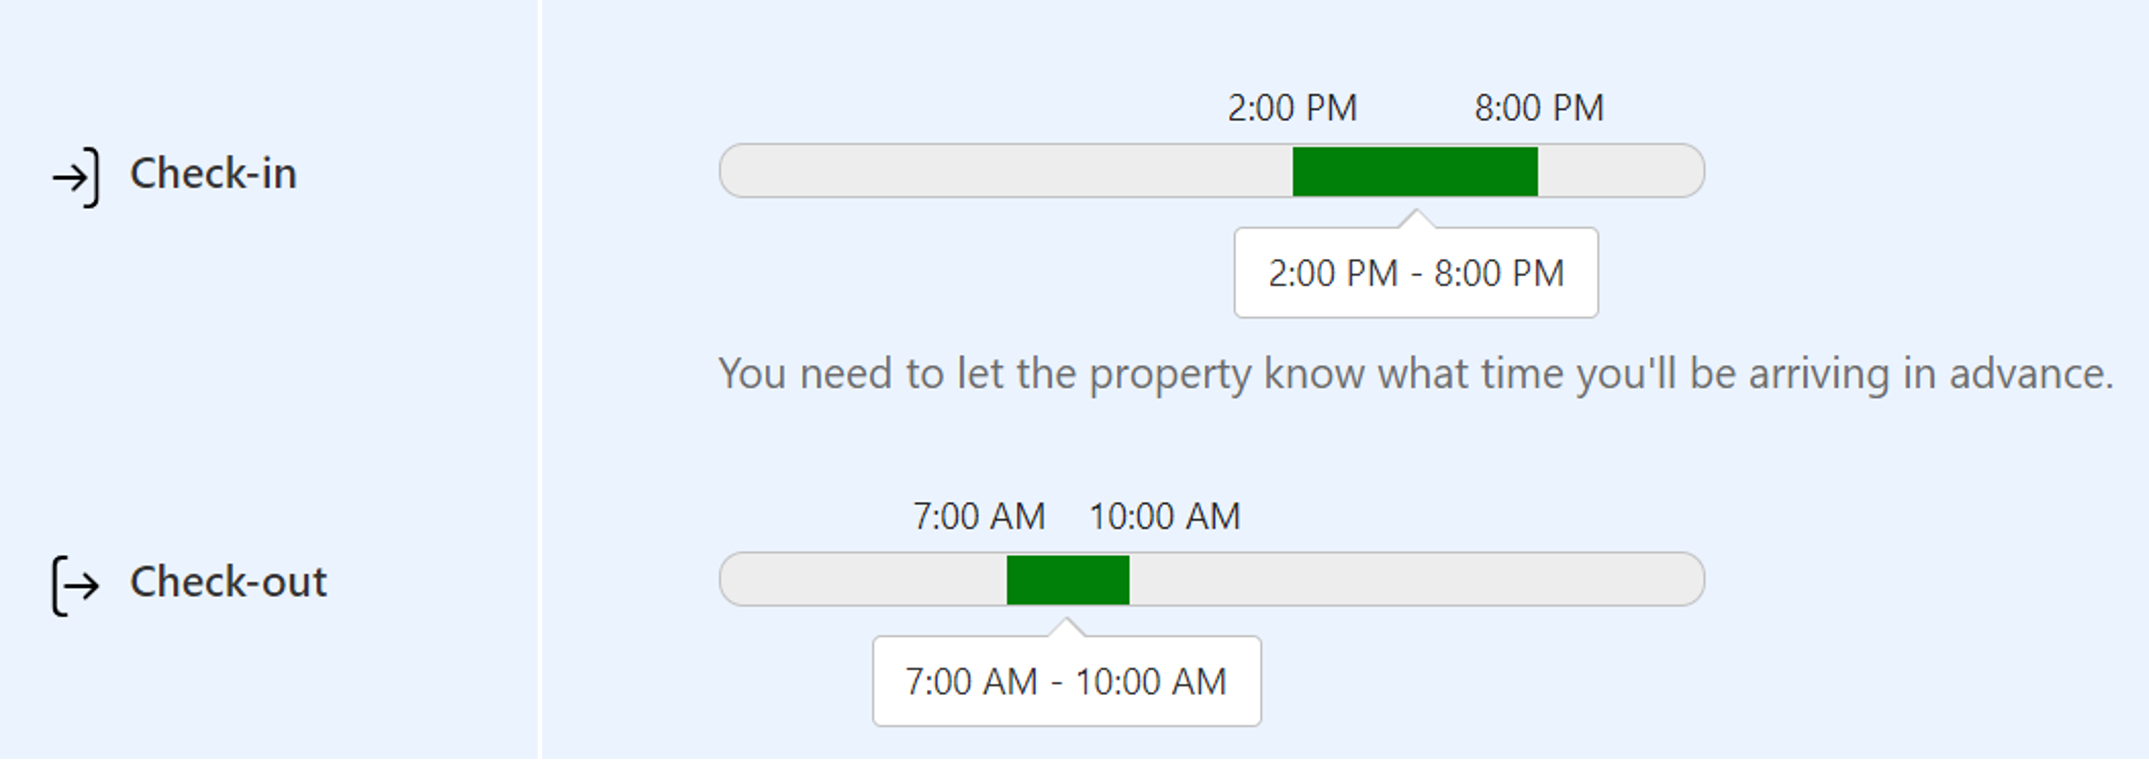 2:00 PM 8:00 PM
Check-in
2:00 PM - 8:00 PM
You need to let the property know what time you'll be arriving in advance.
7:00 AM 10:00 AM
Check-out
7:00 AM - 10:00 AM